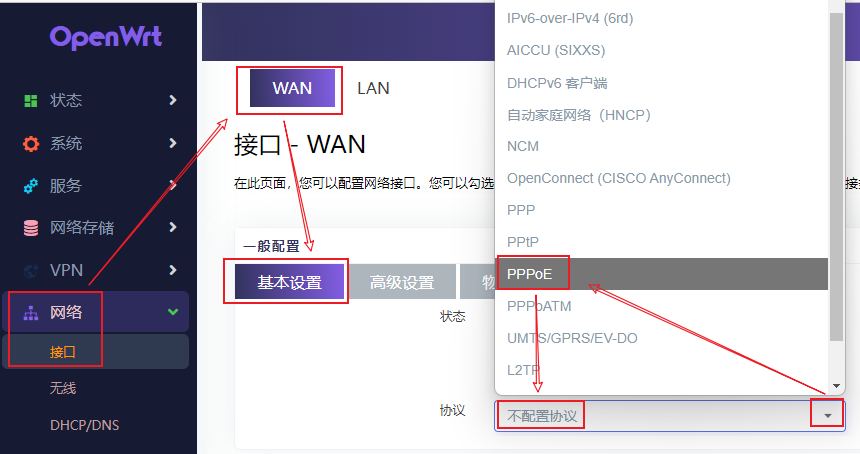 OpenWrt
状态
系统
服务
网络存储
VPN
网络
接口
无线
DHCP/DNS
WAN
LAN
接口 - WAN
在此页面，您可以配置网络接口。您可以勾选
一般配置
基本设置
高级设置
状态
协议
IPv6-over-IPv4 (6rd)
AICCU (SIXXS)
DHCPv6 客户端
自动家庭网络（HNCP）
NCM
OpenConnect (CISCO AnyConnect)
PPP
PPtP
PPPoE
PPPoATM
UMTS/GPRS/EV-DO
L2TP
不配置协议